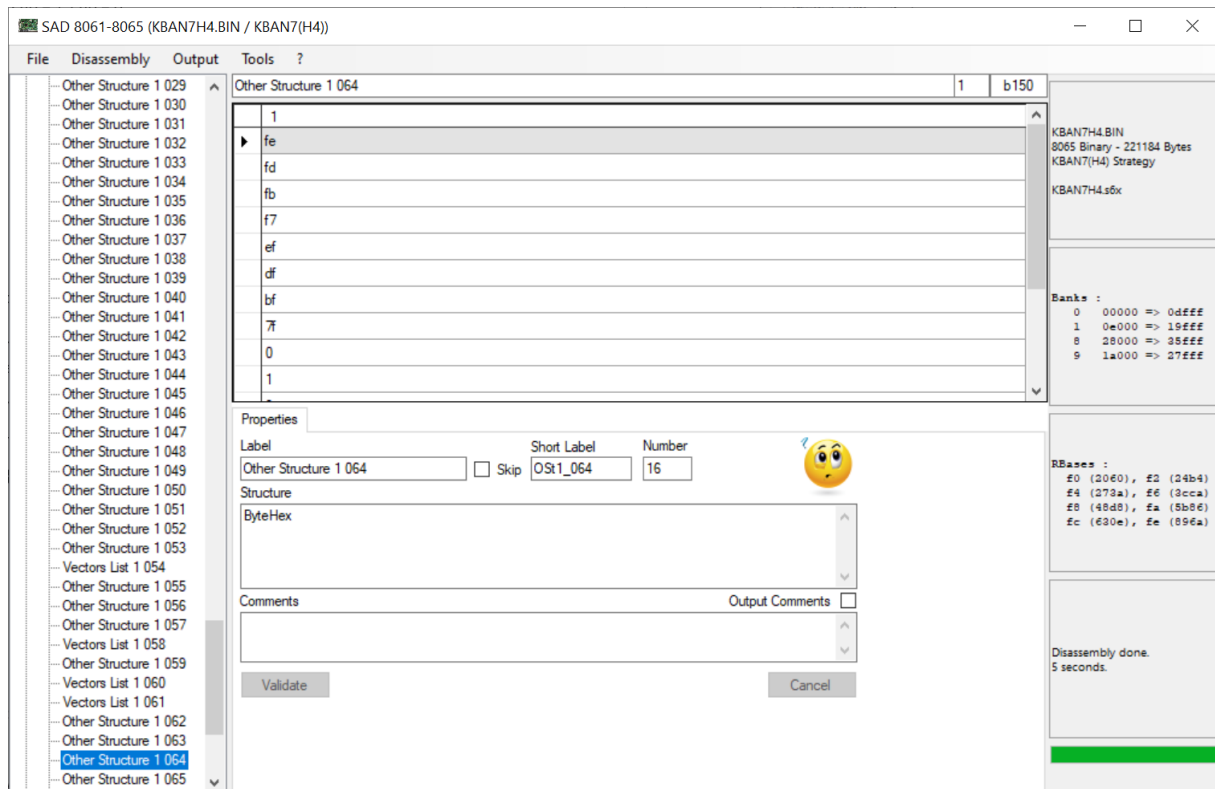 SAD 8061-8065 (KBAN7H4.BIN / KBAN7(H4))
File Disassembly Output Tools ?
Other Structure 1 029
Other Structure 1 030
Other Structure 1 031
Other Structure 1 032
Other Structure 1 033
Other Structure 1 034
Other Structure 1 035
Other Structure 1 036
Other Structure 1 037
Other Structure 1 038
Other Structure 1 039
Other Structure 1 040
Other Structure 1 041
Other Structure 1 042
Other Structure 1 043
Other Structure 1 044
Other Structure 1 045
Other Structure 1 046
Other Structure 1 047
Other Structure 1 048
Other Structure 1 049
Other Structure 1 050
Other Structure 1 051
Other Structure 1 052
Other Structure 1 053
Vectors List 1 054
Other Structure 1 055
Other Structure 1 056
Other Structure 1 057
Vectors List 1 058
Other Structure 1 059
Vectors List 1 060
Vectors List 1 061
Other Structure 1 062
Other Structure 1 063
Other Structure 1 064
Other Structure 1 065
Other Structure 1 064 1 b150
1
fe
fd
fb
f7
ef
df
bf
7f
0
1
Properties
Label Short Label Number
Other Structure 1 064 Skip OSt1_064 16
Structure
ByteHex
Comments Output Comments
Validate Cancel
KBAN7H4.BIN
8065 Binary - 221184 Bytes
KBAN7(H4) Strategy
KBAN7H4.s6x
Banks :
0 00000 => 0dfff
1 0e000 => 19fff
8 28000 => 35fff
9 1a000 => 27fff
RBases :
f0 (2060), f2 (24b4)
f4 (273a), f6 (3cca)
f8 (48d8), fa (5b86)
fc (630e), fe (896a)
Disassembly done.
5 seconds.